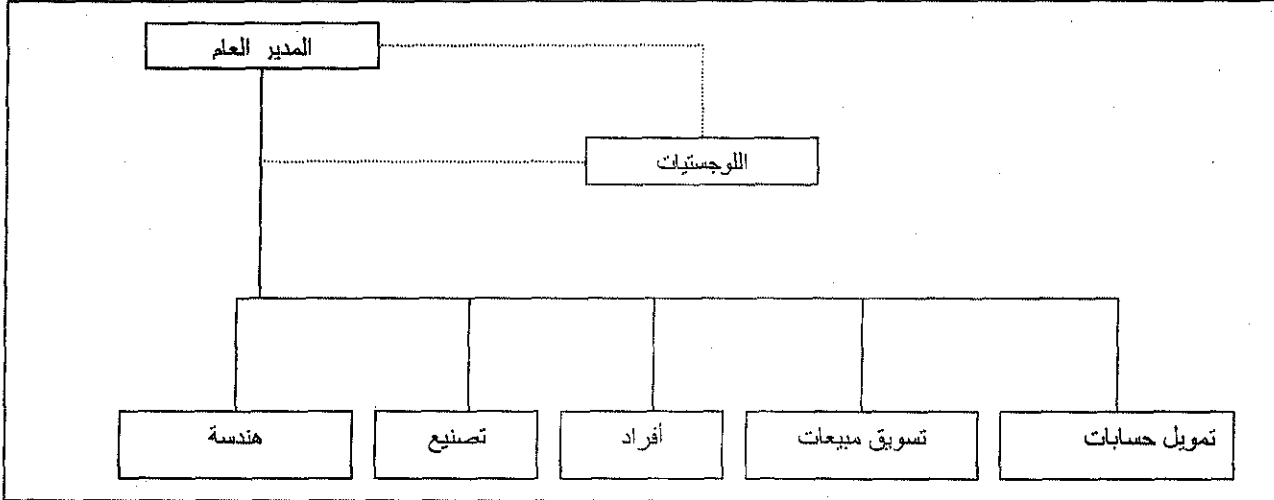 المدير العام
اللوجستيات
تمويل حسابات
تسويق مبيعات
أفراد
تصنيع
هندسة